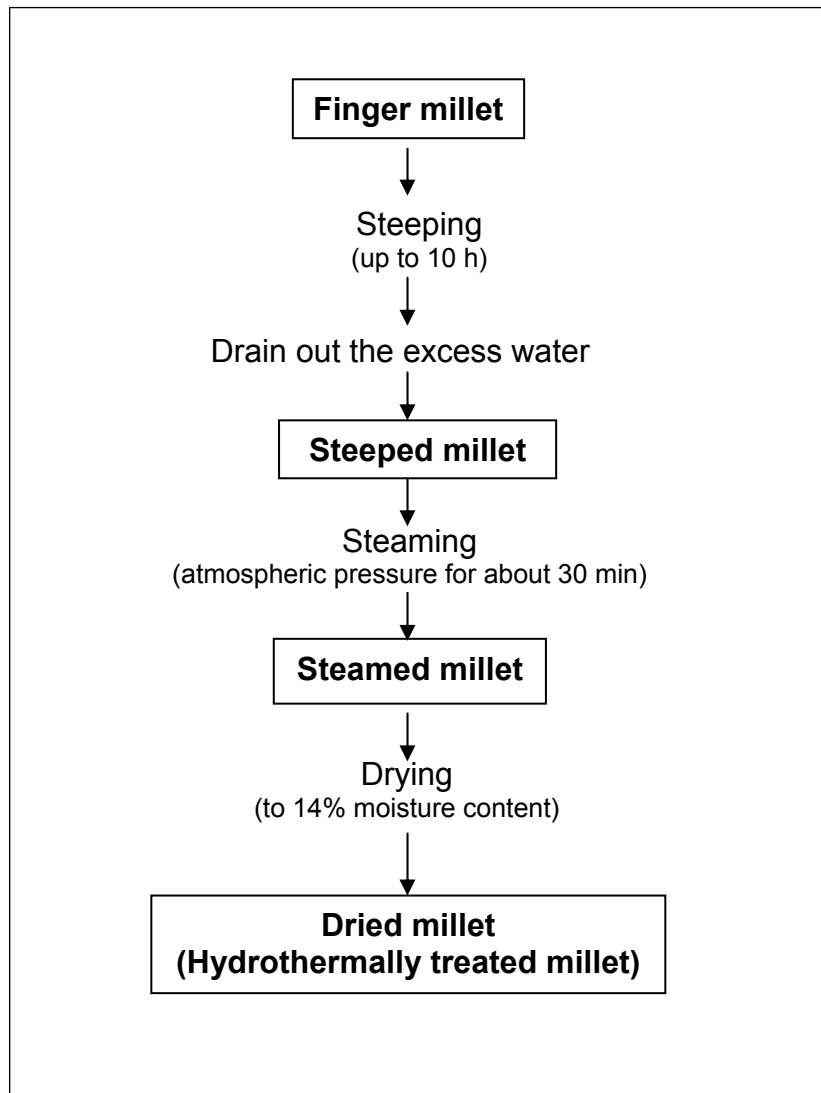 Finger millet
Steeping
(up to 10 h)
Drain out the excess water
Steeped millet
Steaming
(atmospheric pressure for about 30 min)
Steamed millet
Drying
(to 14% moisture content)
Dried millet
(Hydrothermally treated millet)